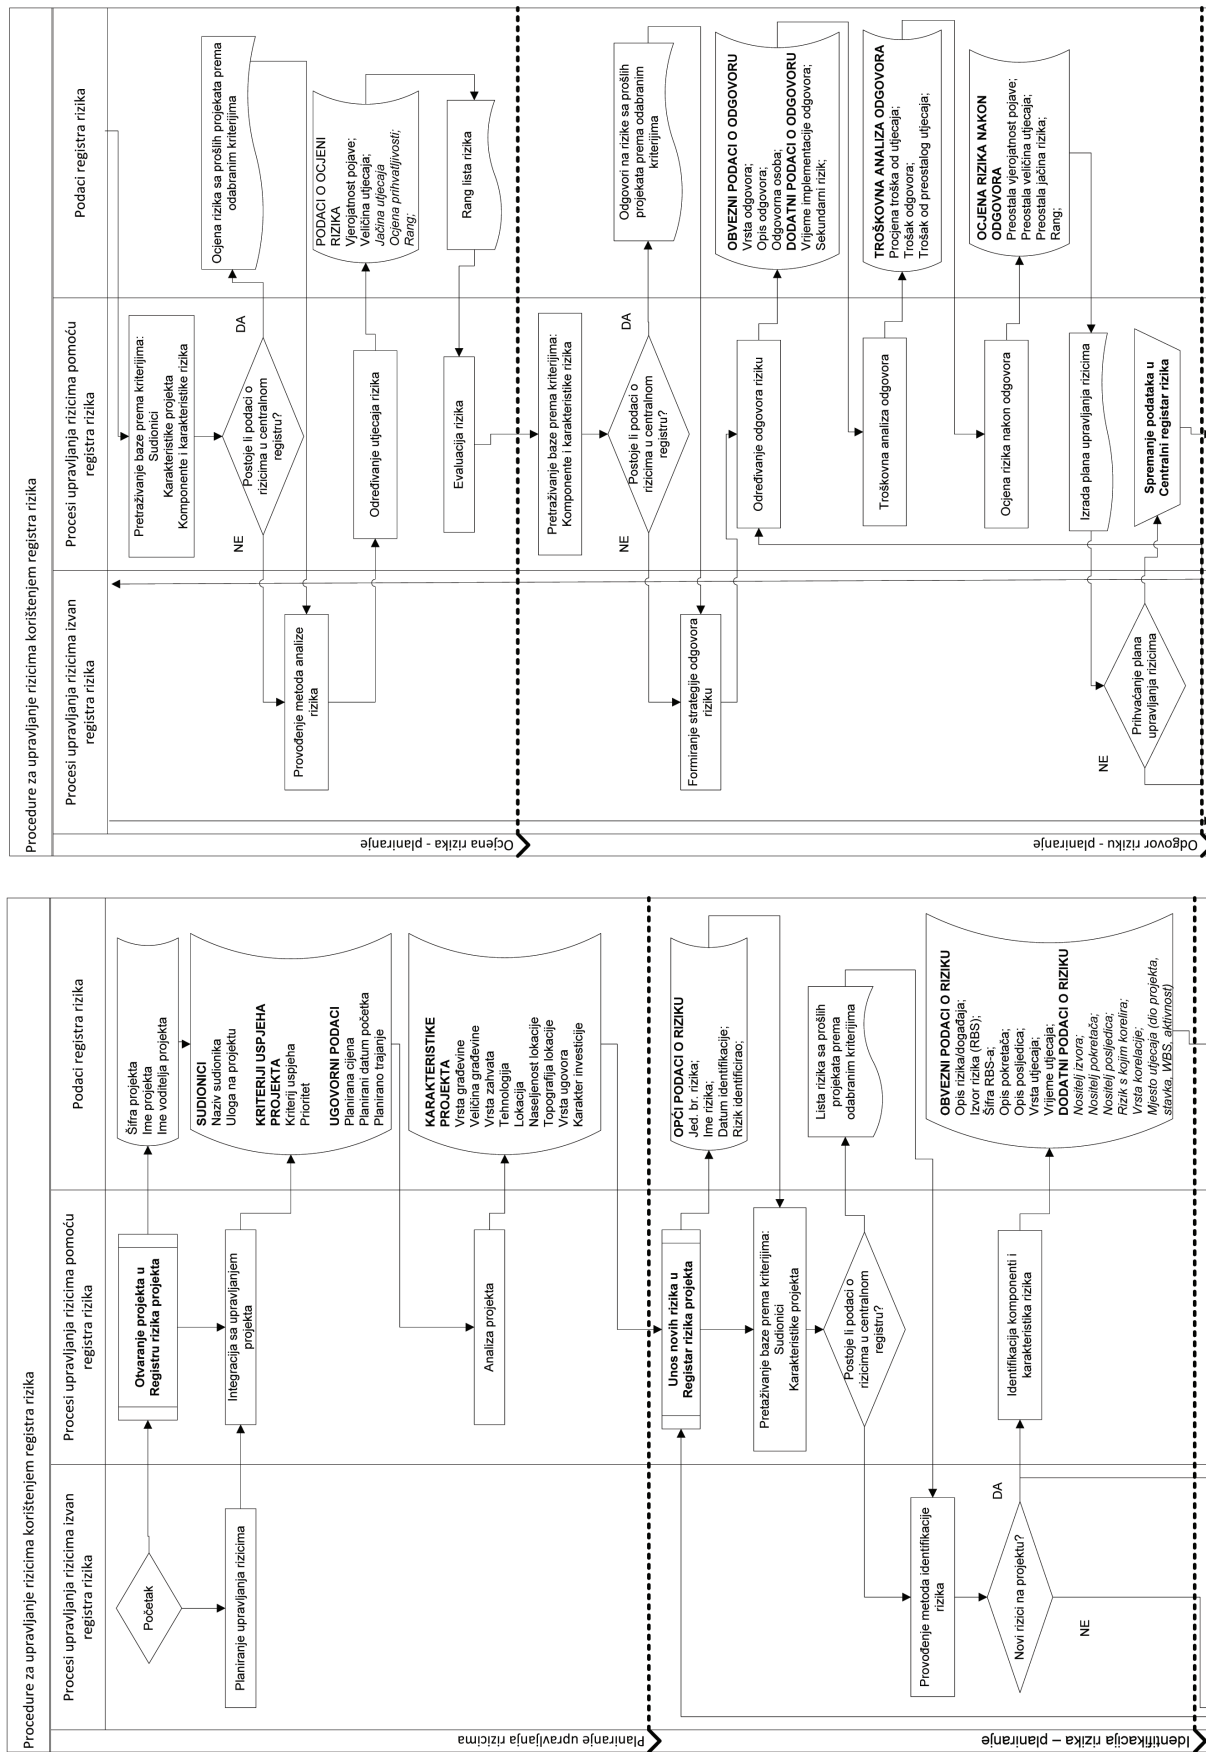 Procedure za upravljanje rizicima korištenjem registra rizika
Procesi upravljanja rizicima izvan
registra rizika
Procesi upravljanja rizicima pomoću
registra rizika
Podaci registra rizika
Planiranje upravljanja rizicima
Početak
Otvaranje projekta u
Registru rizika projekta
Šifra projekta
Ime projekta
Ime voditelja projekta
Planiranje upravljanja rizicima
Integracija sa upravljanjem
projekta
SUDIONICI
Naziv sudionika
Uloga na projektu
KRITERIJI USPJEHA
PROJEKTA
Kriterij uspjeha
Prioritet
UGOVORNI PODACI
Planirana cijena
Planirani datum početka
Planirano trajanje
Analiza projekta
KARAKTERISTIKE
PROJEKTA
Vrsta građevine
Veličina građevine
Vrsta zahvata
Tehnologija
Lokacija
Naseljenost lokacije
Topografija lokacije
Vrsta ugovora
Karakter investicije
Identifikacija rizika – planiranje
Unos novih rizika u
Registar rizika projekta
OPĆI PODACI O RIZIKU
Jed. br. rizika;
Ime rizika;
Datum identifikacije;
Rizik identificirao;
Pretaživanje baze prema kriterijima:
Sudionici
Karakteristike projekta
Postoje li podaci o
rizicima u centralnom
registru?
Lista rizika sa prošlih
projekata prema
odabranim kriterijima
Provođenje metoda identifikacije
rizika
Novi rizici na projektu?
DA
NE
Identifikacija komponenti i
karakteristika rizika
OBVEZNI PODACI O RIZIKU
Opis rizika/događaja;
Izvor rizika (RBS);
Šifra RBS-a;
Opis pokretača;
Opis posljedica;
Vrsta utjecaja;
Vrijeme utjecaja;
DODATNI PODACI O RIZIKU
Nositelj izvora;
Nositelj pokretača;
Nositelj posljedica;
Rizik s kojim korelira;
Vrsta korelacije;
Mjesto utjecaja (dio projekta,
stavka, WBS, aktivnost)
Procedure za upravljanje rizicima korištenjem registra rizika
Procesi upravljanja rizicima izvan
registra rizika
Procesi upravljanja rizicima pomoću
registra rizika
Podaci registra rizika
Ocjena rizika - planiranje
Pretraživanje baze prema kriterijima:
Sudionici
Karakteristike projekta
Komponente i karakteristike rizika
Postoje li podaci o
rizicima u centralnom
registru?
NE
DA
Ocjena rizika sa prošlih projekata prema
odabranim kriterijima
Provođenje metoda analize
rizika
Određivanje utjecaja rizika
PODACI O OCJENI
RIZIKA
Vjerojatnost pojave;
Veličina utjecaja;
Jačina utjecaja
Ocjena prihvatljivosti;
Rang;
Rang lista rizika
Evaluacija rizika
Odgovor riziku - planiranje
Pretraživanje baze prema kriterijima:
Komponente i karakteristike rizika
Postoje li podaci o
rizicima u centralnom
registru?
NE
DA
Odgovori na rizike sa prošlih
projekata prema odabranim
kriterijima
Formiranje strategije odgovora
riziku
Određivanje odgovora riziku
OBVEZNI PODACI O ODGOVORU
Vrsta odgovora;
Opis odgovora;
Odgovorna osoba;
DODATNI PODACI O ODGOVORU
Vrijeme implementacije odgovora;
Sekundarni rizik;
Troškovna analiza odgovora
TROŠKOVNA ANALIZA ODGOVORA
Procjena troška od utjecaja;
Trošak odgovora;
Trošak od preostalog utjecaja;
Ocjena rizika nakon odgovora
OCJENA RIZIKA NAKON
ODGOVORA
Preostala vjerojatnost pojave;
Preostala veličina utjecaja;
Preostala jačina rizika;
Rang;
Izrada plana upravljanja rizicima
Prihvaćanje plana
upravljanja rizicima
NE
Spremanje podataka u
Centralni registar rizika